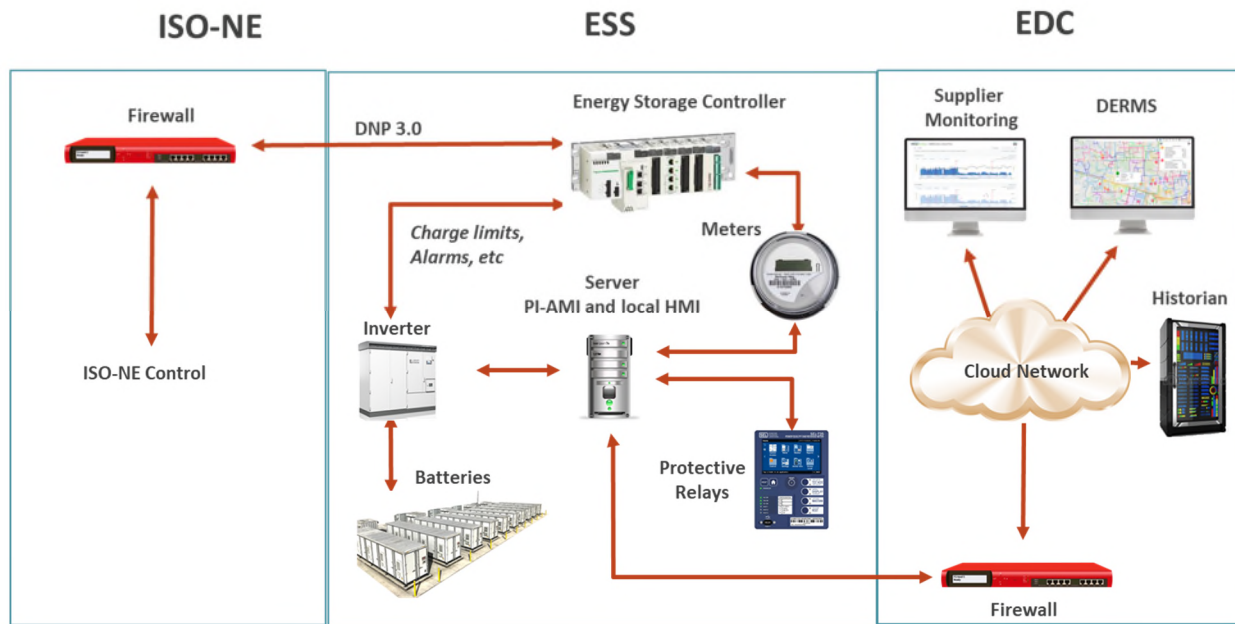 ISO-NE
ESS
EDC
Firewall
DNP 3.0
Energy Storage Controller
Supplier
Monitoring
DERMS
Charge limits,
Alarms, etc
Meters
Server
PI-AMI and local HMI
Historian
Inverter
ISO-NE Control
Cloud Network
Batteries
Protective
Relays
Firewall